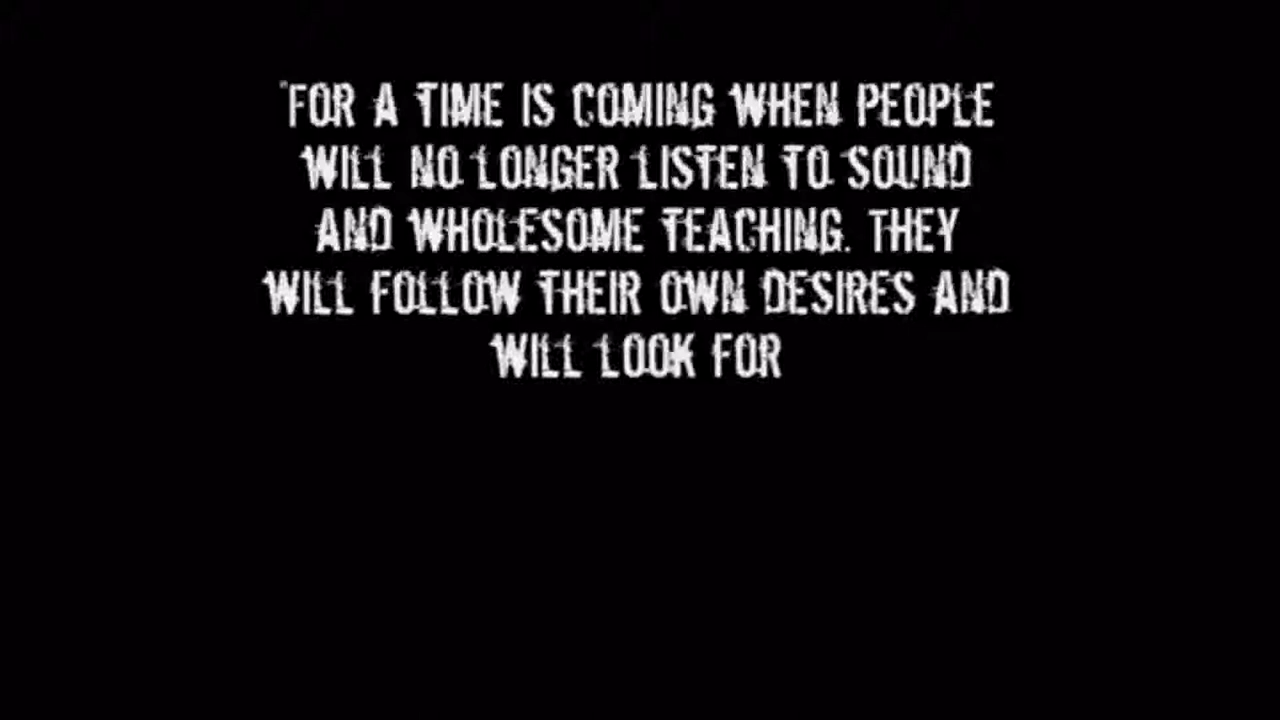 "FOR A TIME IS COMING WHEN PEOPLE
WILL NO LONGER LISTEN TO SOUND
AND WHOLESOME TEACHING. THEY
WILL FOLLOW THEIR OWN DESIRES AND
WILL LOOK FOR